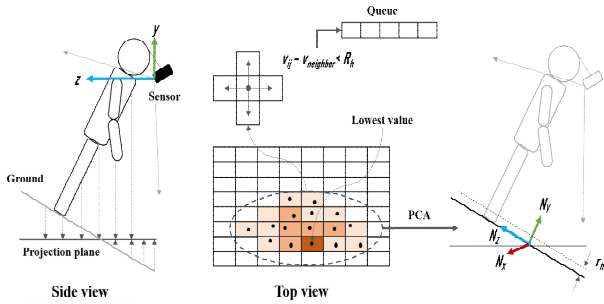 Queue
y
v_ij − v_neighbor < R_h
z
Sensor
Lowest value
Ground
PCA
N_Y
N_Z
N_X
r_h
Projection plane
Side view
Top view